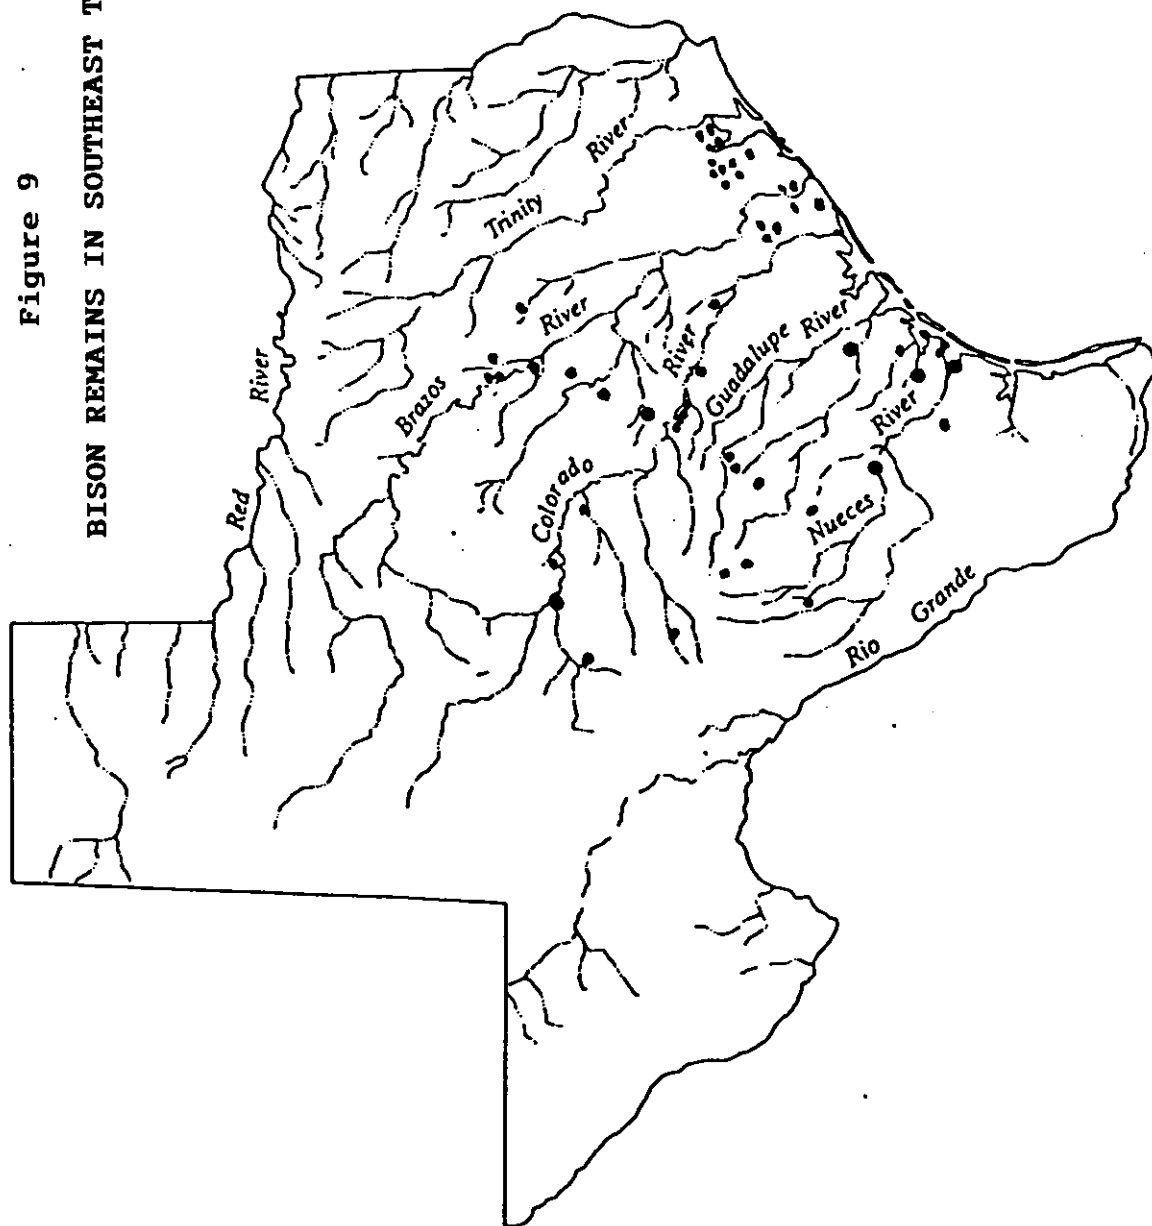 Figure 9
BISON REMAINS IN SOUTHEAST T
Red River
Trinity River
Brazos River
Colorado River
Guadalupe River
Nueces River
Rio Grande